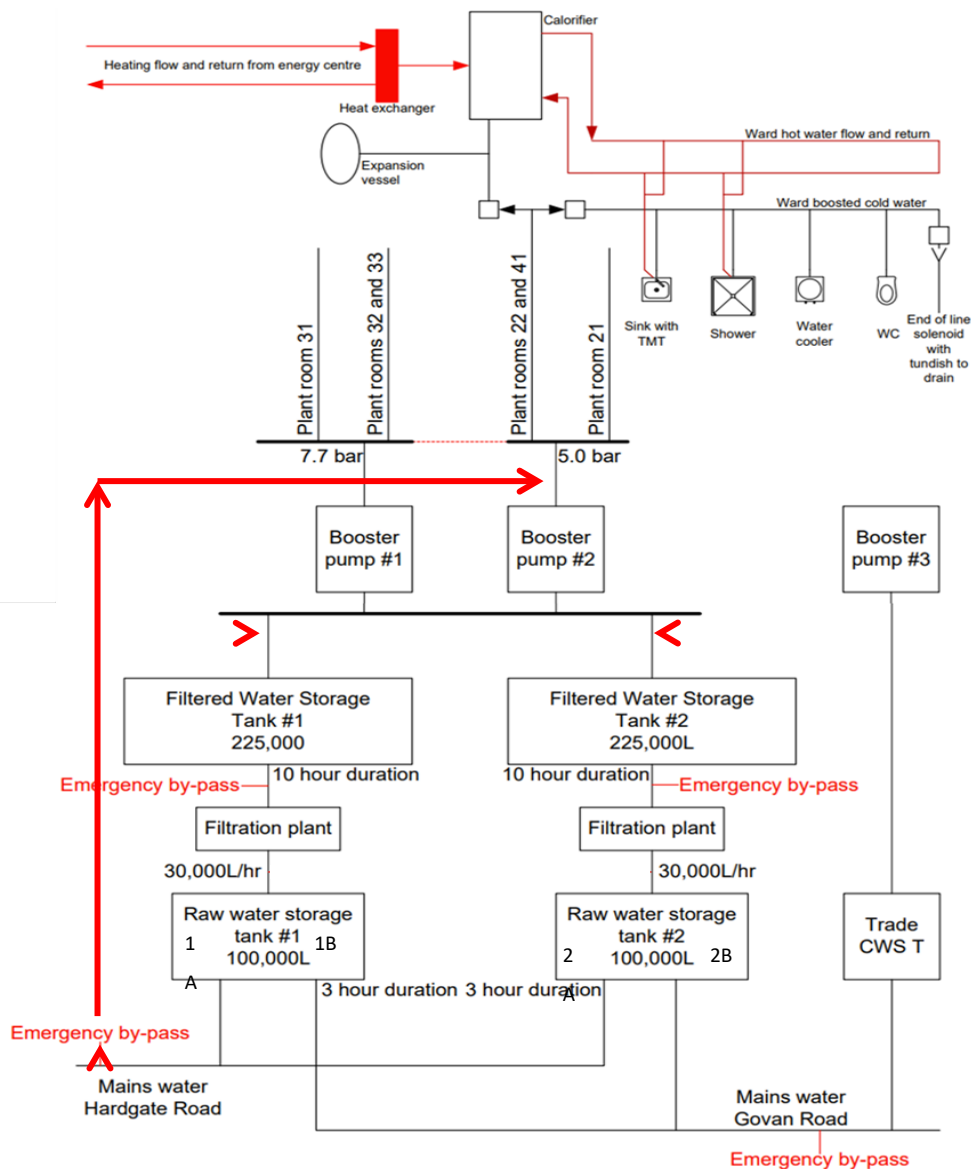 Calorifier
Heating flow and return from energy centre
Heat exchanger
Ward hot water flow and return
Expansion
vessel
Ward boosted cold water
Sink with
TMT
Shower
Water
cooler
WC
End of line
solenoid
with
tundish to
drain
Plant room 31
Plant rooms 32 and 33
Plant rooms 22 and 41
Plant room 21
7.7 bar
5.0 bar
Booster
pump #1
Booster
pump #2
Booster
pump #3
Filtered Water Storage
Tank #1
225,000
Filtered Water Storage
Tank #2
225,000L
10 hour duration
10 hour duration
Emergency by-pass
Emergency by-pass
Filtration plant
Filtration plant
30,000L/hr
30,000L/hr
Raw water storage
tank #1
100,000L
1
A
1B
Raw water storage
tank #2
100,000L
2
A
2B
Trade
CWS T
3 hour duration
3 hour duration
Emergency by-pass
Mains water
Hardgate Road
Mains water
Govan Road
Emergency by-pass